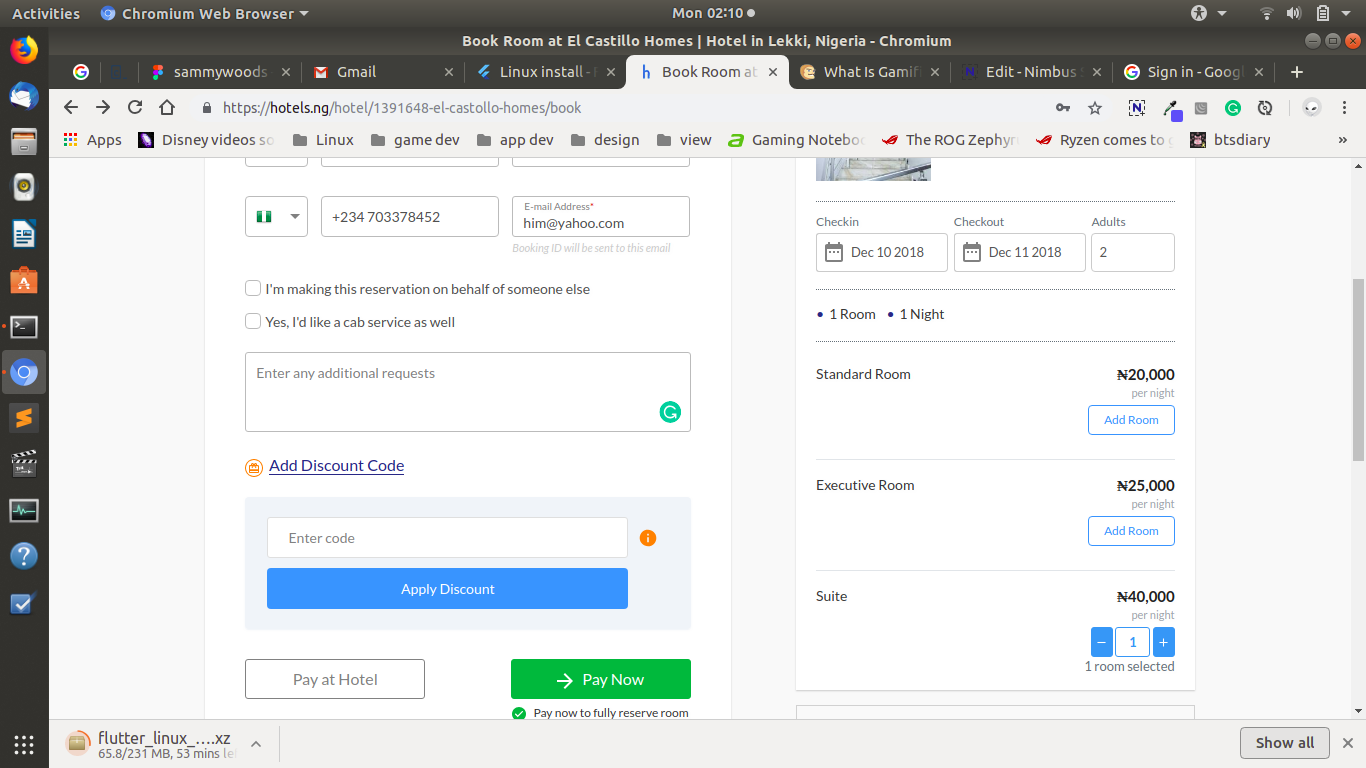 Activities
Chromium Web Browser
Mon 02:10
Book Room at El Castillo Homes | Hotel in Lekki, Nigeria - Chromium
sammywoods
Gmail
Linux install -
Book Room at
What Is Gamif
Edit - Nimbus
Sign in - Googl
https://hotels.ng/hotel/1391648-el-castollo-homes/book
Apps
Disney videos so
Linux
game dev
app dev
design
view
Gaming Noteboo
The ROG Zephyr
Ryzen comes to
btsdiary
»
+234 703378452
E-mail Address*
him@yahoo.com
Booking ID will be sent to this email
I'm making this reservation on behalf of someone else
Yes, I'd like a cab service as well
Enter any additional requests
Add Discount Code
Enter code
Apply Discount
Pay at Hotel
Pay Now
Pay now to fully reserve room
Checkin
Checkout
Adults
Dec 10 2018
Dec 11 2018
2
• 1 Room • 1 Night
Standard Room
₦20,000
per night
Add Room
Executive Room
₦25,000
per night
Add Room
Suite
₦40,000
per night
− 1 +
1 room selected
flutter_linux_....xz
65.8/231 MB, 53 mins le
Show all